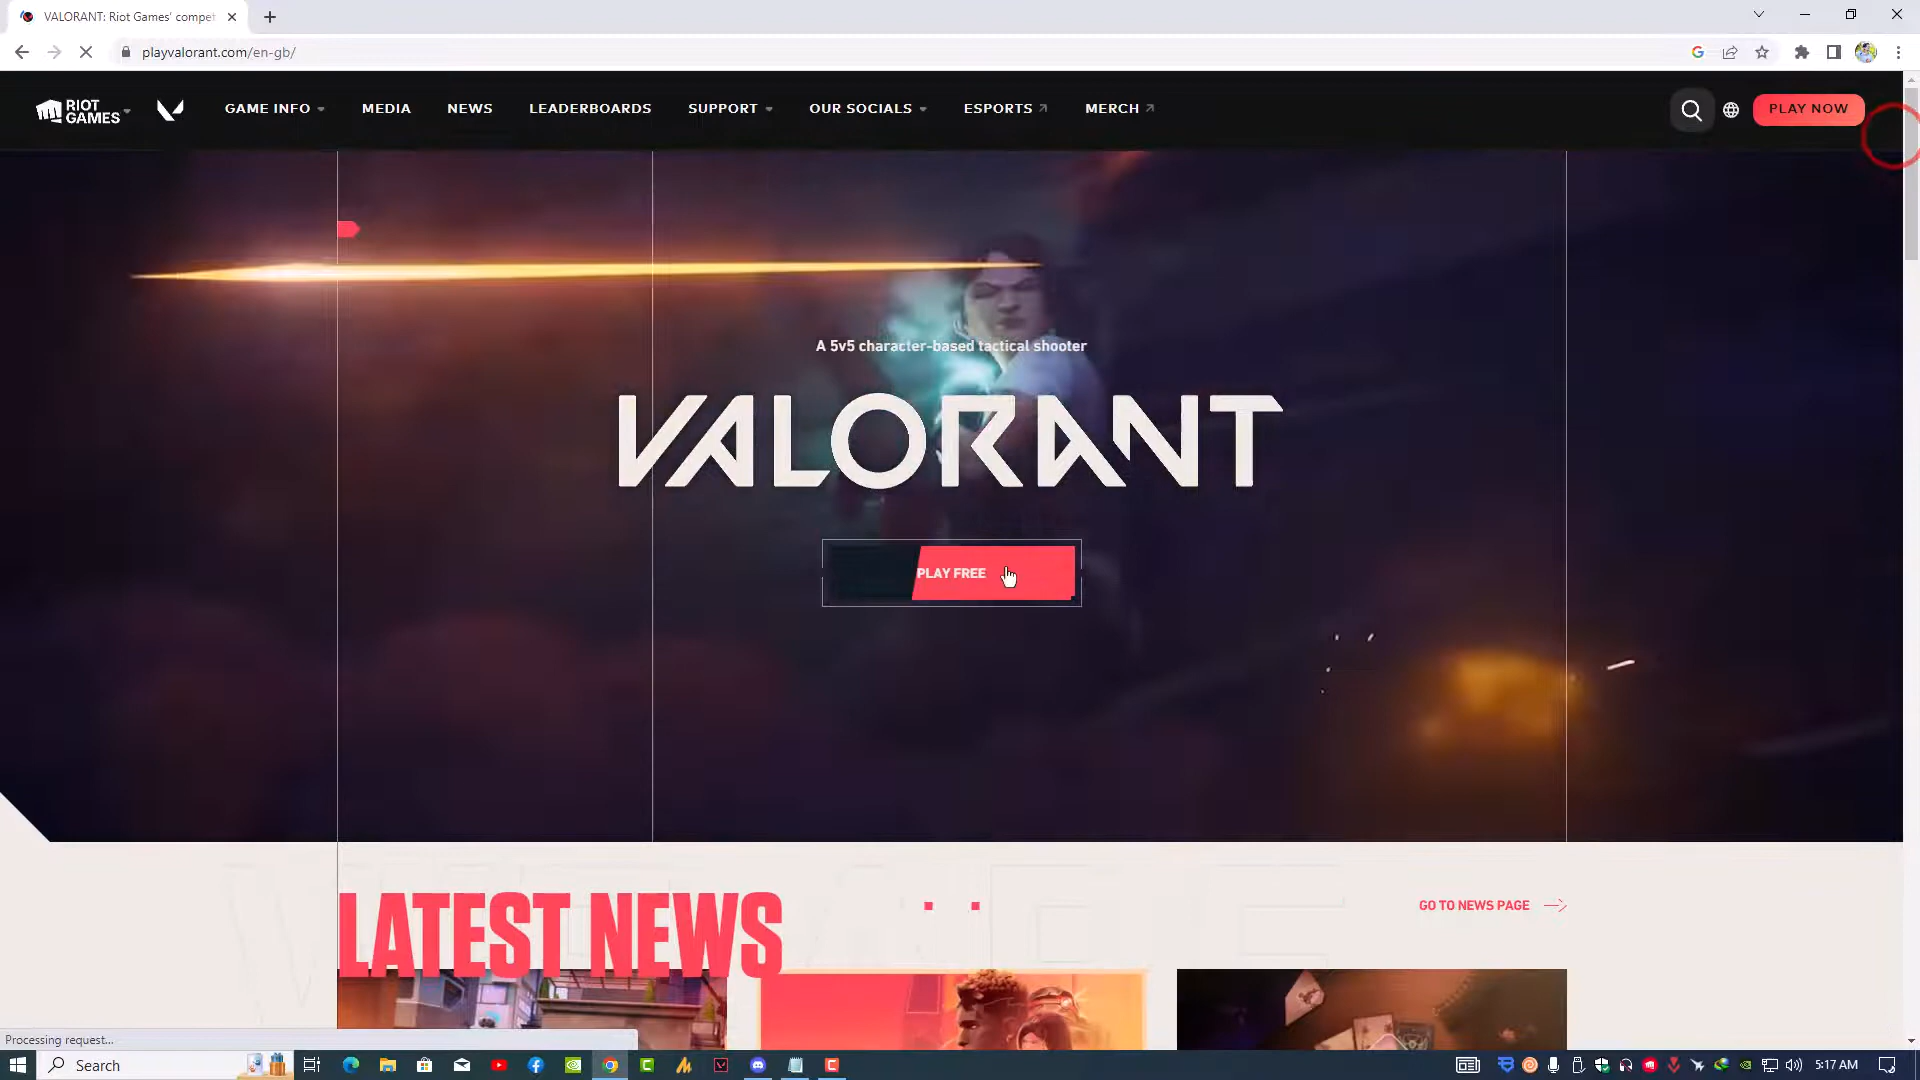 VALORANT: Riot Games' compet
playvalorant.com/en-gb/
RIOT
GAMES
GAME INFO
MEDIA
NEWS
LEADERBOARDS
SUPPORT
OUR SOCIALS
ESPORTS
MERCH
PLAY NOW
A 5v5 character-based tactical shooter
VALORANT
PLAY FREE
LATEST NEWS
GO TO NEWS PAGE
Processing request...
Search
5:17 AM